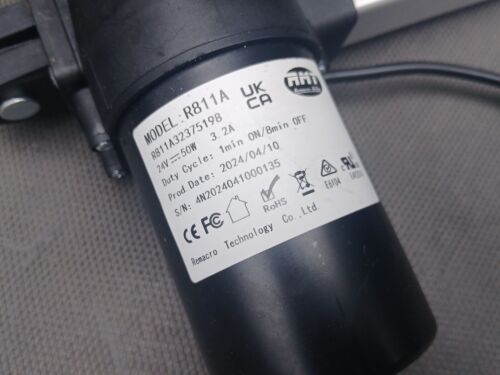 MODEL:R811A
R811A32375198
24V⎓50W 3.2A
Duty Cycle: 1min ON/8min OFF
Prod Date: 2024/04/10
S/N: 4N2024041000135
UK
CA
CE FC
RoHS
Remacro Technology Co.,Ltd.